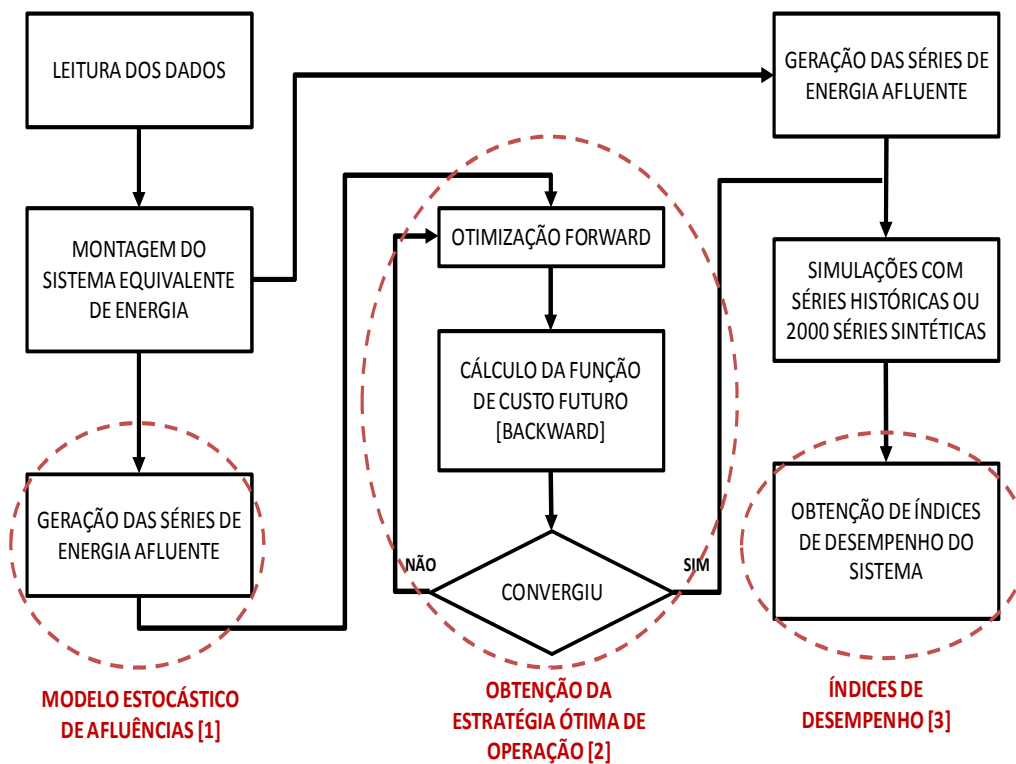 LEITURA DOS DADOS
MONTAGEM DO
SISTEMA EQUIVALENTE
DE ENERGIA
GERAÇÃO DAS SÉRIES DE
ENERGIA AFLUENTE
MODELO ESTOCÁSTICO
DE AFLUÊNCIAS [1]
OTIMIZAÇÃO FORWARD
CÁLCULO DA FUNÇÃO
DE CUSTO FUTURO
[BACKWARD]
NÃO
CONVERGIU
SIM
OBTENÇÃO DA
ESTRATÉGIA ÓTIMA DE
OPERAÇÃO [2]
GERAÇÃO DAS SÉRIES DE
ENERGIA AFLUENTE
SIMULAÇÕES COM
SÉRIES HISTÓRICAS OU
2000 SÉRIES SINTÉTICAS
OBTENÇÃO DE ÍNDICES
DE DESEMPENHO DO
SISTEMA
ÍNDICES DE
DESEMPENHO [3]